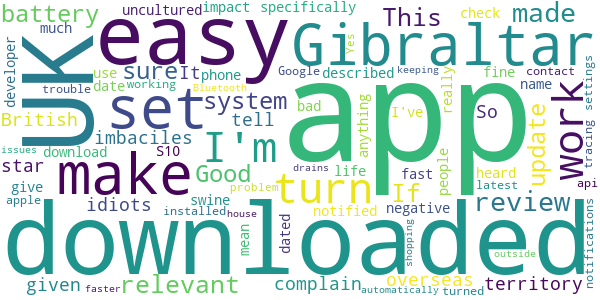 battery
uncultured
impact
specifically
made
check
UK
easy
Gibraltar
much
This
developer
use
sure
It
phone
Google
described
Yes
keeping
fine
trouble
date
working
Bluetooth
set
system
bad
I've
anything
really
So
name
contact
work
tracing
settings
British
tell
imbaciles
I'm
people
update
download
S10
Good
life
fast
heard
api
star
make
issues
give
swine
drains
If
latest
turn
app
idiots
problem
notified
negative
review
apple
installed
house
notifications
downloaded
given
mean
dated
complain
shopping
overseas
outside
territory
relevant
faster
automatically
turned